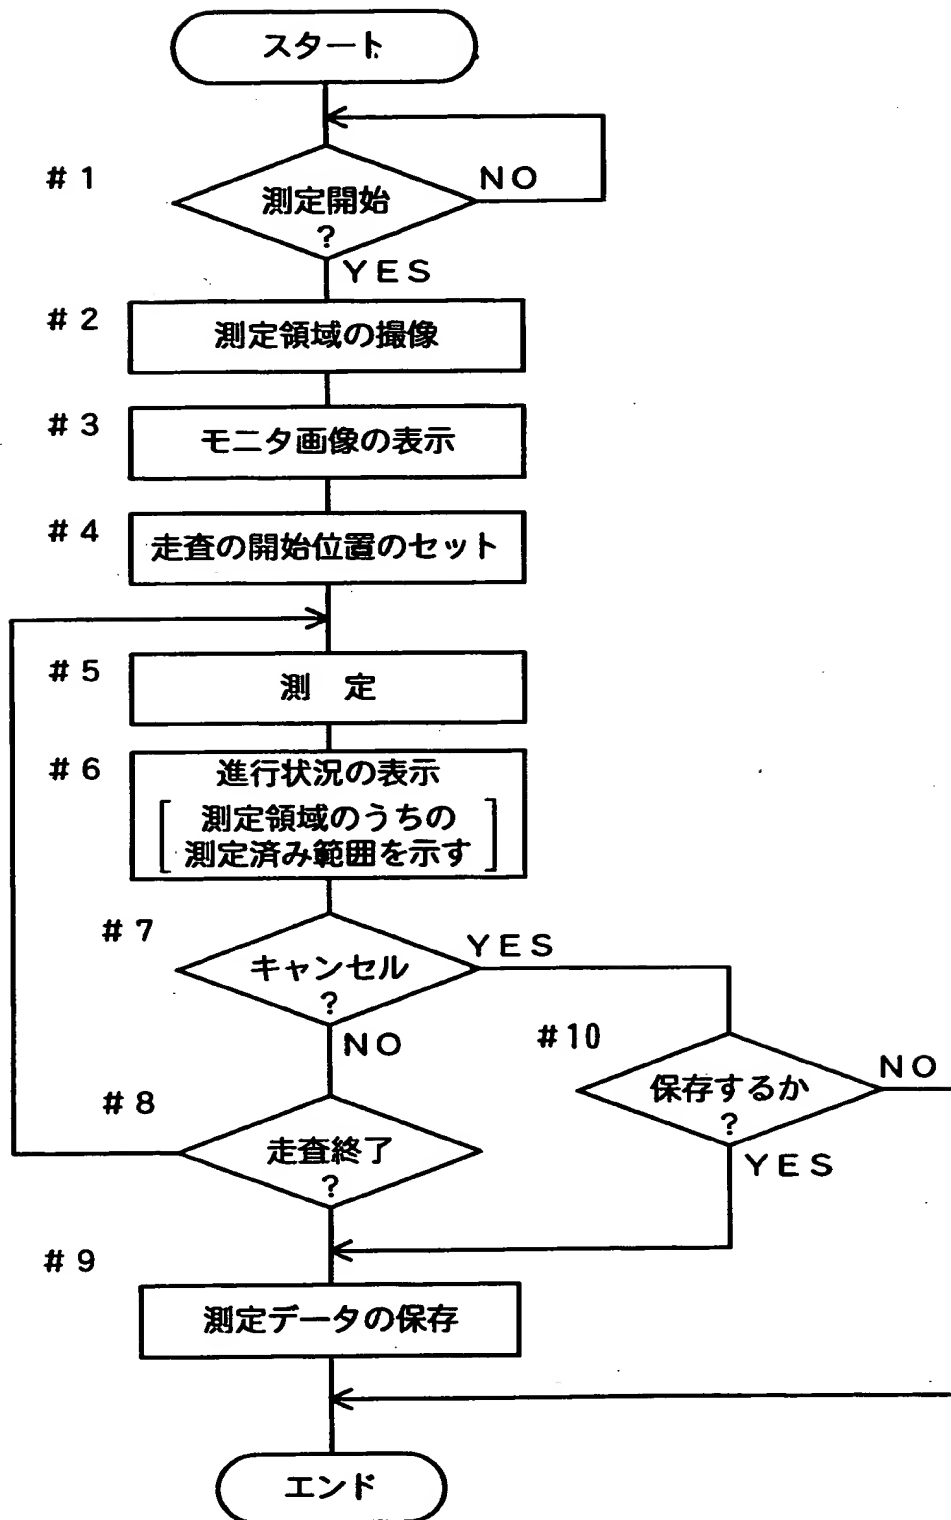 スタート
#1
測定開始
?
NO
YES
#2
測定領域の撮像
#3
モニタ画像の表示
#4
走査の開始位置のセット
#5
測 定
#6
進行状況の表示
[測定領域のうちの
測定済み範囲を示す]
#7
キャンセル
?
YES
NO
#10
保存するか
?
NO
YES
#8
走査終了
?
#9
測定データの保存
エンド